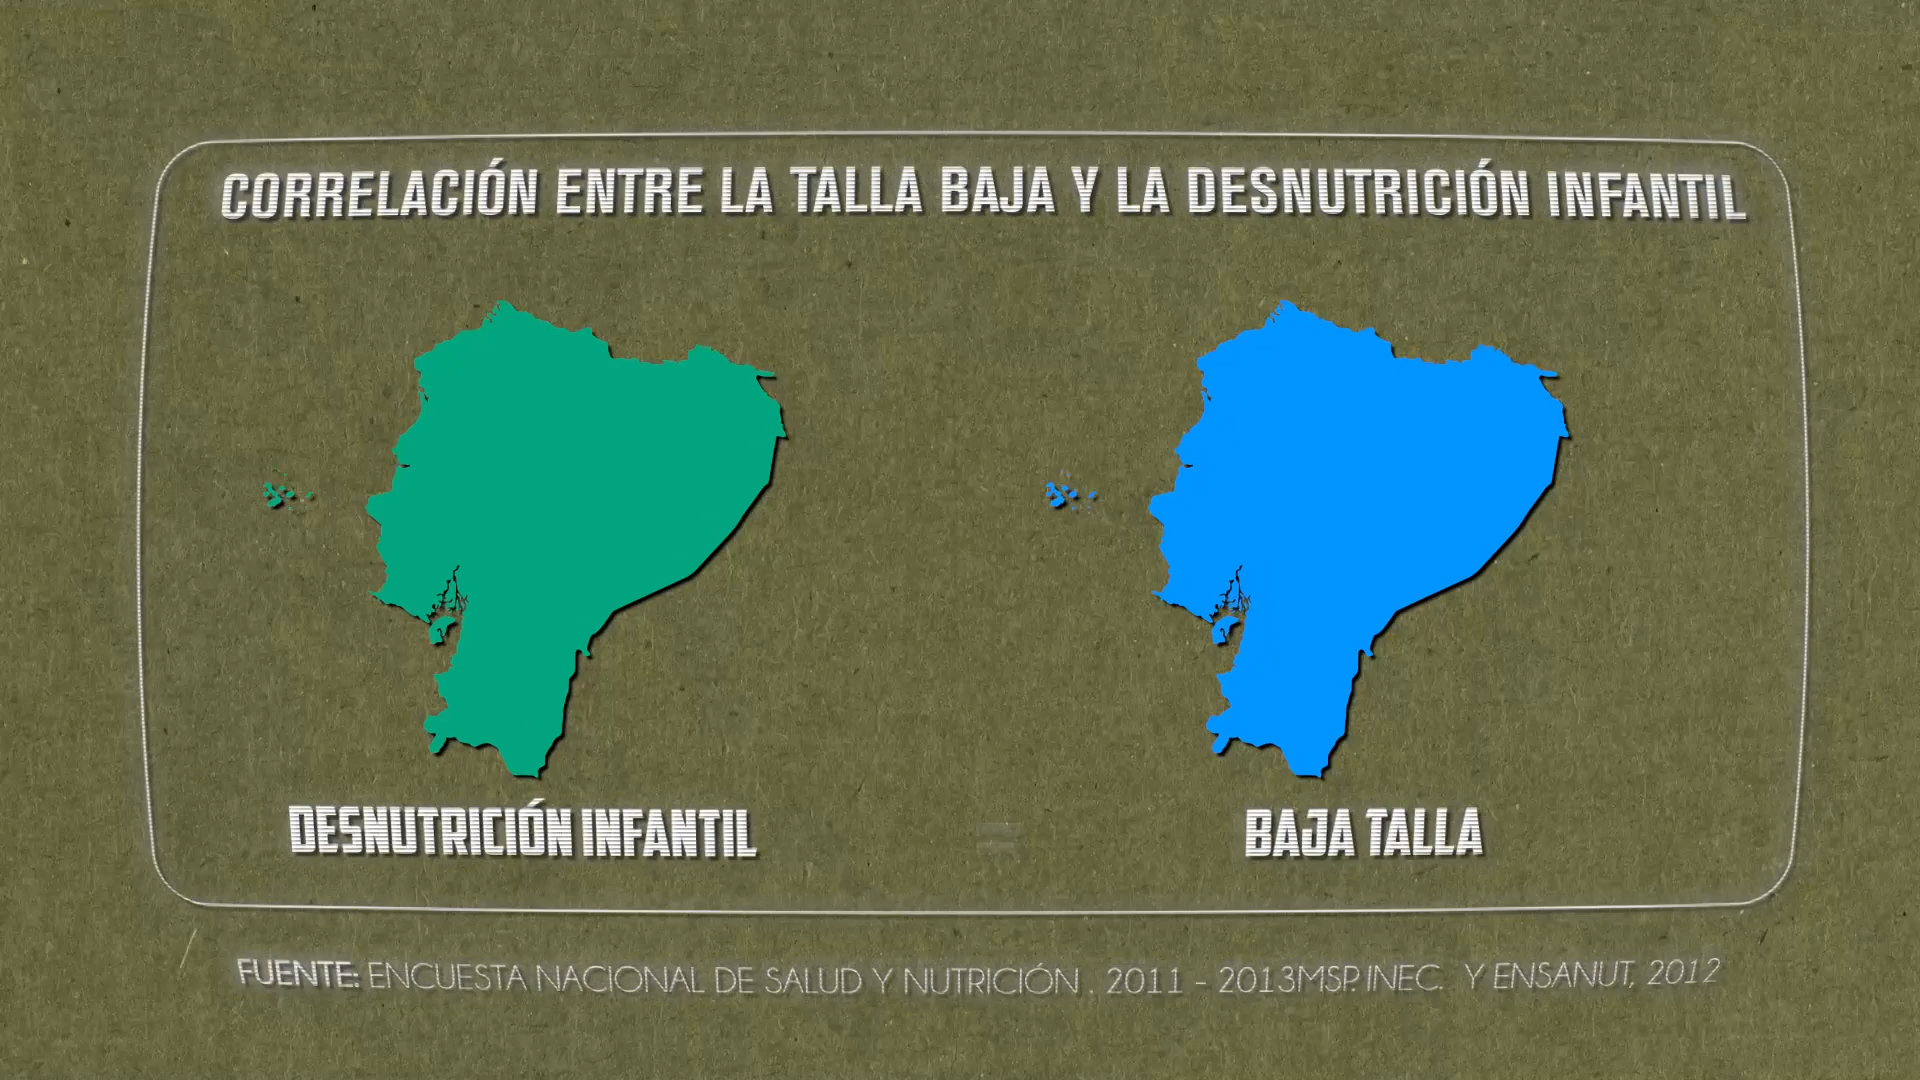 CORRELACIÓN ENTRE LA TALLA BAJA Y LA DESNUTRICIÓN INFANTIL
DESNUTRICIÓN INFANTIL
BAJA TALLA
FUENTE: ENCUESTA NACIONAL DE SALUD Y NUTRICIÓN . 2011 - 2013MSP. INEC. Y ENSANUT, 2012